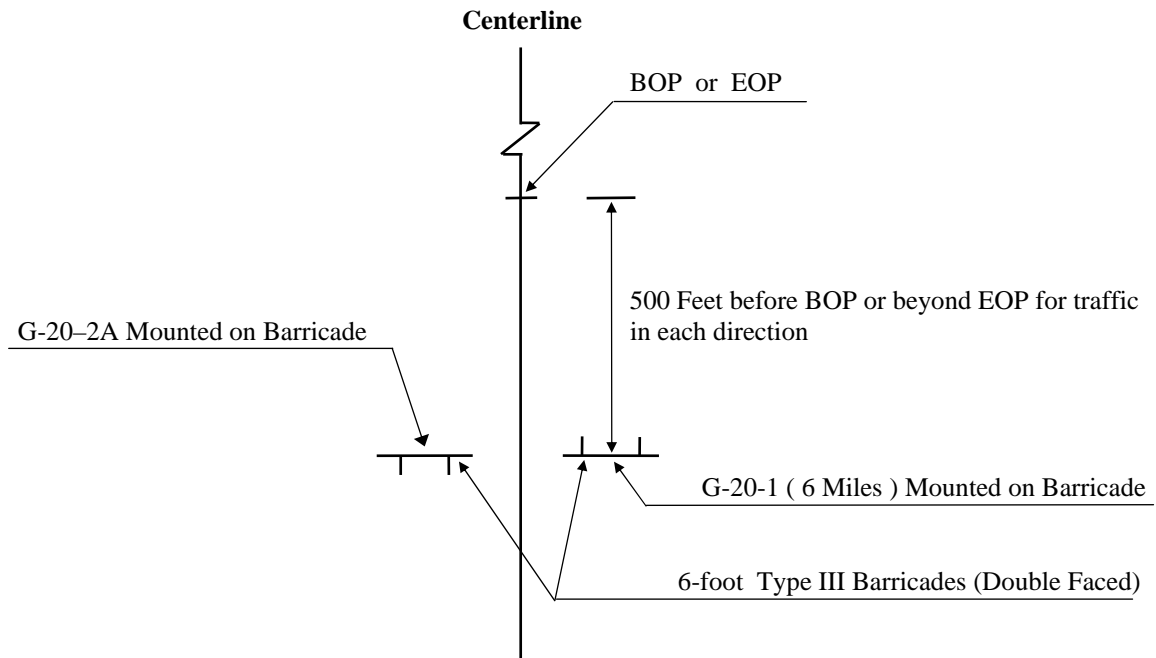 Centerline
BOP or EOP
500 Feet before BOP or beyond EOP for traffic
in each direction
G-20–2A Mounted on Barricade
G-20-1 ( 6 Miles ) Mounted on Barricade
6-foot Type III Barricades (Double Faced)